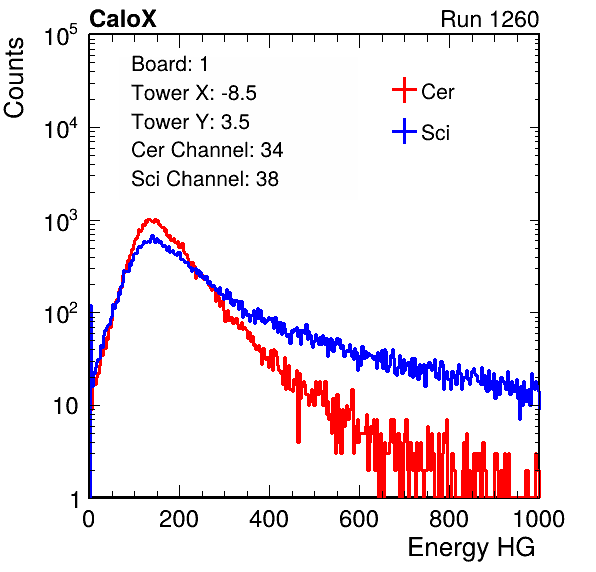 CaloX Run 1260
Counts
10^5
10^4
10^3
10^2
10
1
Board: 1
Tower X: -8.5
Tower Y: 3.5
Cer Channel: 34
Sci Channel: 38
Cer
Sci
0 200 400 600 800 1000
Energy HG